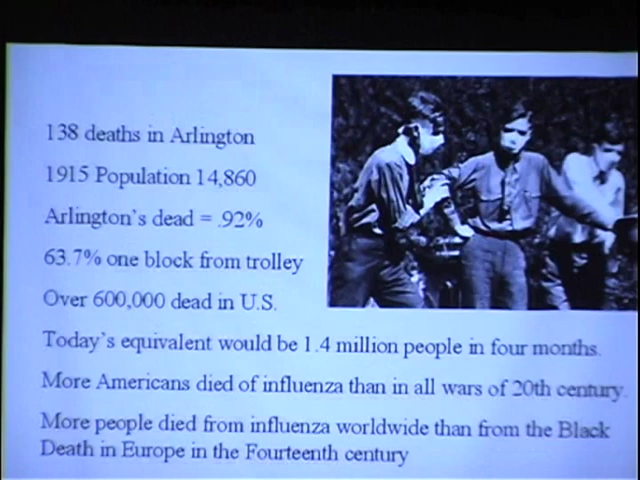 138 deaths in Arlington
1915 Population 14,860
Arlington's dead = .92%
63.7% one block from trolley
Over 600,000 dead in U.S.
Today's equivalent would be 1.4 million people in four months.
More Americans died of influenza than in all wars of 20th century.
More people died from influenza worldwide than from the Black
Death in Europe in the Fourteenth century